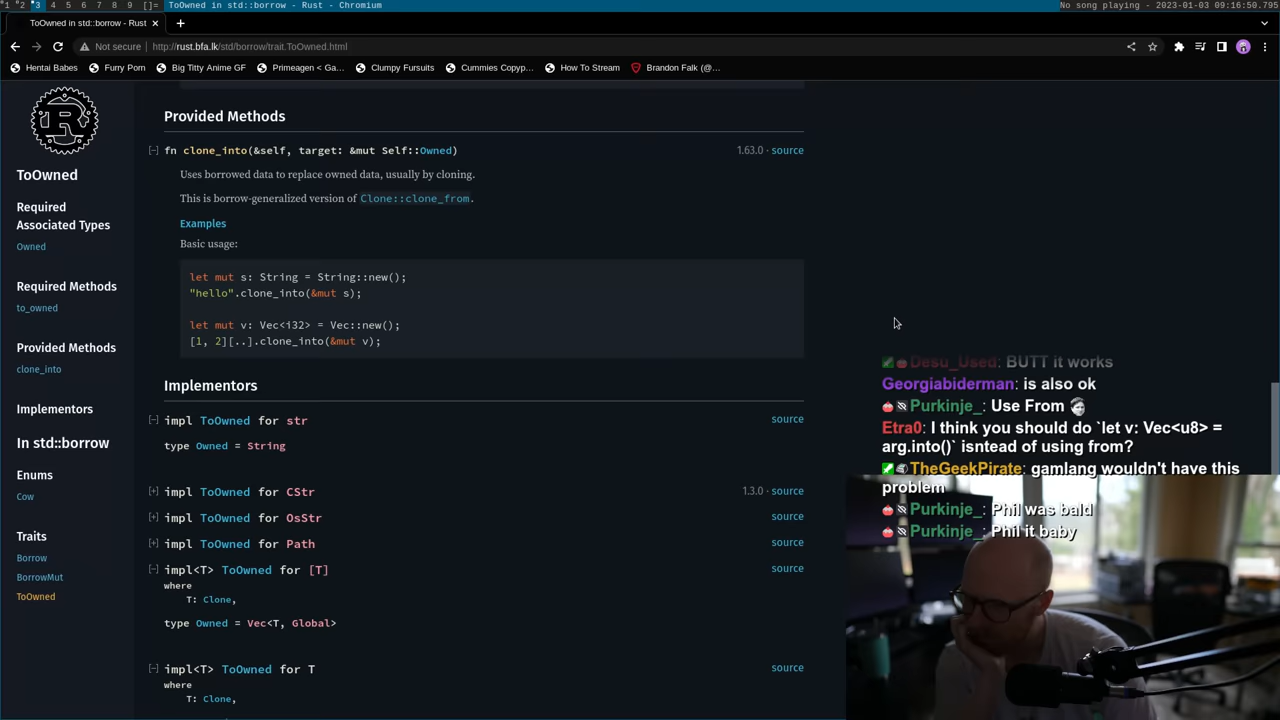 1 2 3 4 5 6 7 8 9 []= ToOwned in std::borrow - Rust - Chromium No song playing - 2023-01-03 09:16:50.795
ToOwned in std::borrow - Rust
Not secure http://rust.bfa.lk/std/borrow/trait.ToOwned.html
Hentai Babes Furry Porn Big Titty Anime GF Primeagen < Ga… Clumpy Fursuits Cummies Copyp… How To Stream Brandon Falk (@…
ToOwned
Required
Associated Types
Owned
Required Methods
to_owned
Provided Methods
clone_into
Implementors
In std::borrow
Enums
Cow
Traits
Borrow
BorrowMut
ToOwned
Provided Methods
[−] fn clone_into(&self, target: &mut Self::Owned) 1.63.0 · source
Uses borrowed data to replace owned data, usually by cloning.
This is borrow-generalized version of Clone::clone_from.
Examples
Basic usage:
let mut s: String = String::new();
"hello".clone_into(&mut s);
let mut v: Vec<i32> = Vec::new();
[1, 2][..].clone_into(&mut v);
Implementors
[−] impl ToOwned for str source
type Owned = String
[+] impl ToOwned for CStr 1.3.0 · source
[+] impl ToOwned for OsStr source
[+] impl ToOwned for Path source
[−] impl<T> ToOwned for [T] source
where
T: Clone,
type Owned = Vec<T, Global>
[−] impl<T> ToOwned for T source
where
T: Clone,
Desu_Used: BUTT it works
Georgiabiderman: is also ok
Purkinje_: Use From
Etra0: I think you should do `let v: Vec<u8> =
arg.into()` isntead of using from?
TheGeekPirate: gamlang wouldn't have this
problem
Purkinje_: Phil was bald
Purkinje_: Phil it baby